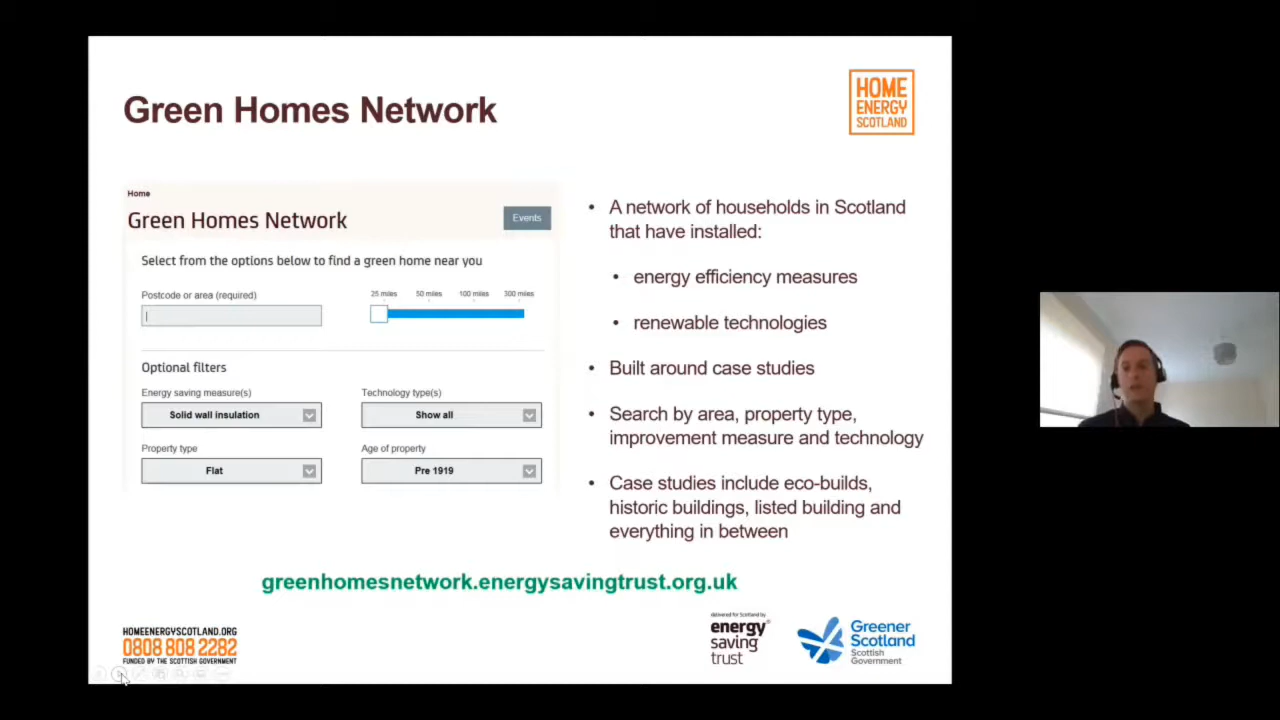 Green Homes Network
HOME
ENERGY
SCOTLAND
Home
Green Homes Network
Events
Select from the options below to find a green home near you
Postcode or area (required)
25 miles 50 miles 100 miles 300 miles
Optional filters
Energy saving measure(s)
Technology type(s)
Solid wall insulation
Show all
Property type
Age of property
Flat
Pre 1919
• A network of households in Scotland
that have installed:
• energy efficiency measures
• renewable technologies
• Built around case studies
• Search by area, property type,
improvement measure and technology
• Case studies include eco-builds,
historic buildings, listed building and
everything in between
greenhomesnetwork.energysavingtrust.org.uk
HOMEENERGYSCOTLAND.ORG
0808 808 2282
FUNDED BY THE SCOTTISH GOVERNMENT
delivered for Scotland by
energy
saving
trust
Greener
Scotland
Scottish
Government